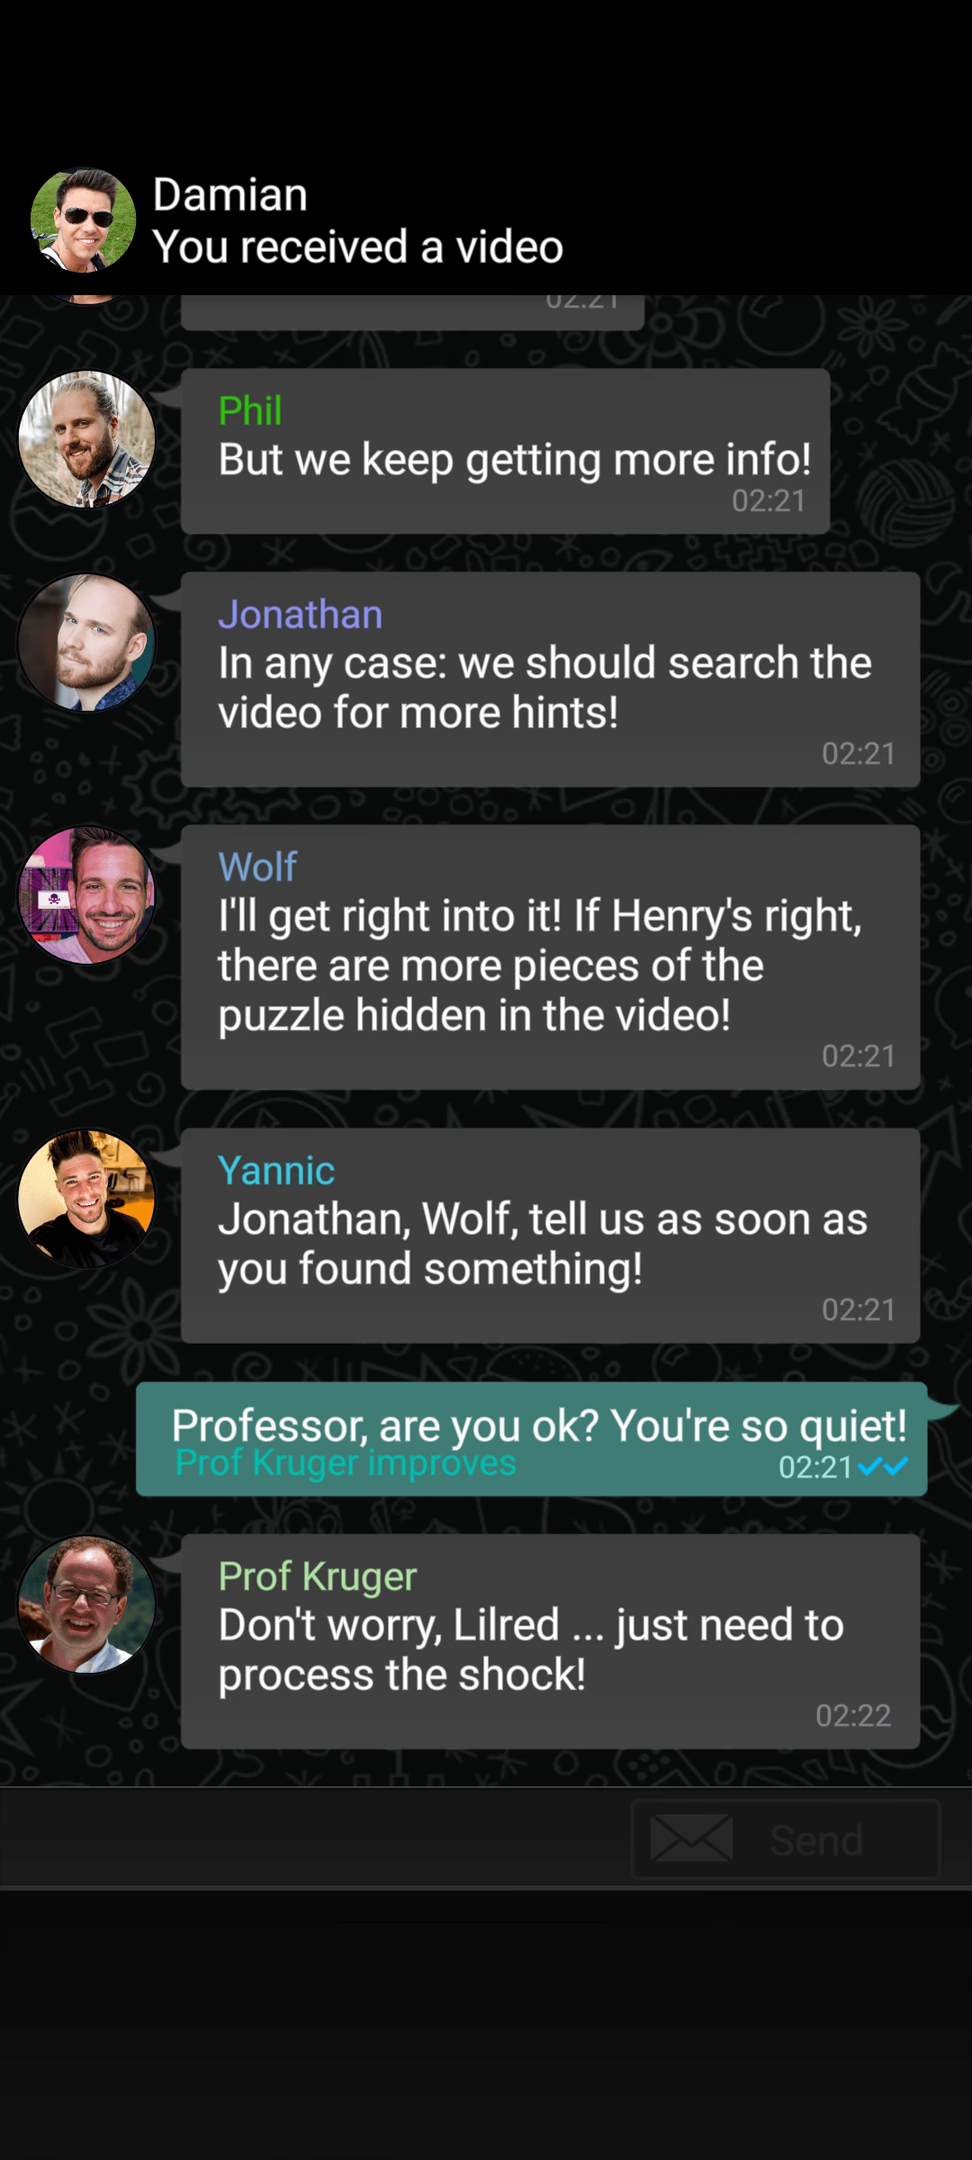 Damian
You received a video
02:21
Phil
But we keep getting more info!
02:21
Jonathan
In any case: we should search the
video for more hints!
02:21
Wolf
I'll get right into it! If Henry's right,
there are more pieces of the
puzzle hidden in the video!
02:21
Yannic
Jonathan, Wolf, tell us as soon as
you found something!
02:21
Professor, are you ok? You're so quiet!
Prof Kruger improves 02:21
Prof Kruger
Don't worry, Lilred ... just need to
process the shock!
02:22
Send